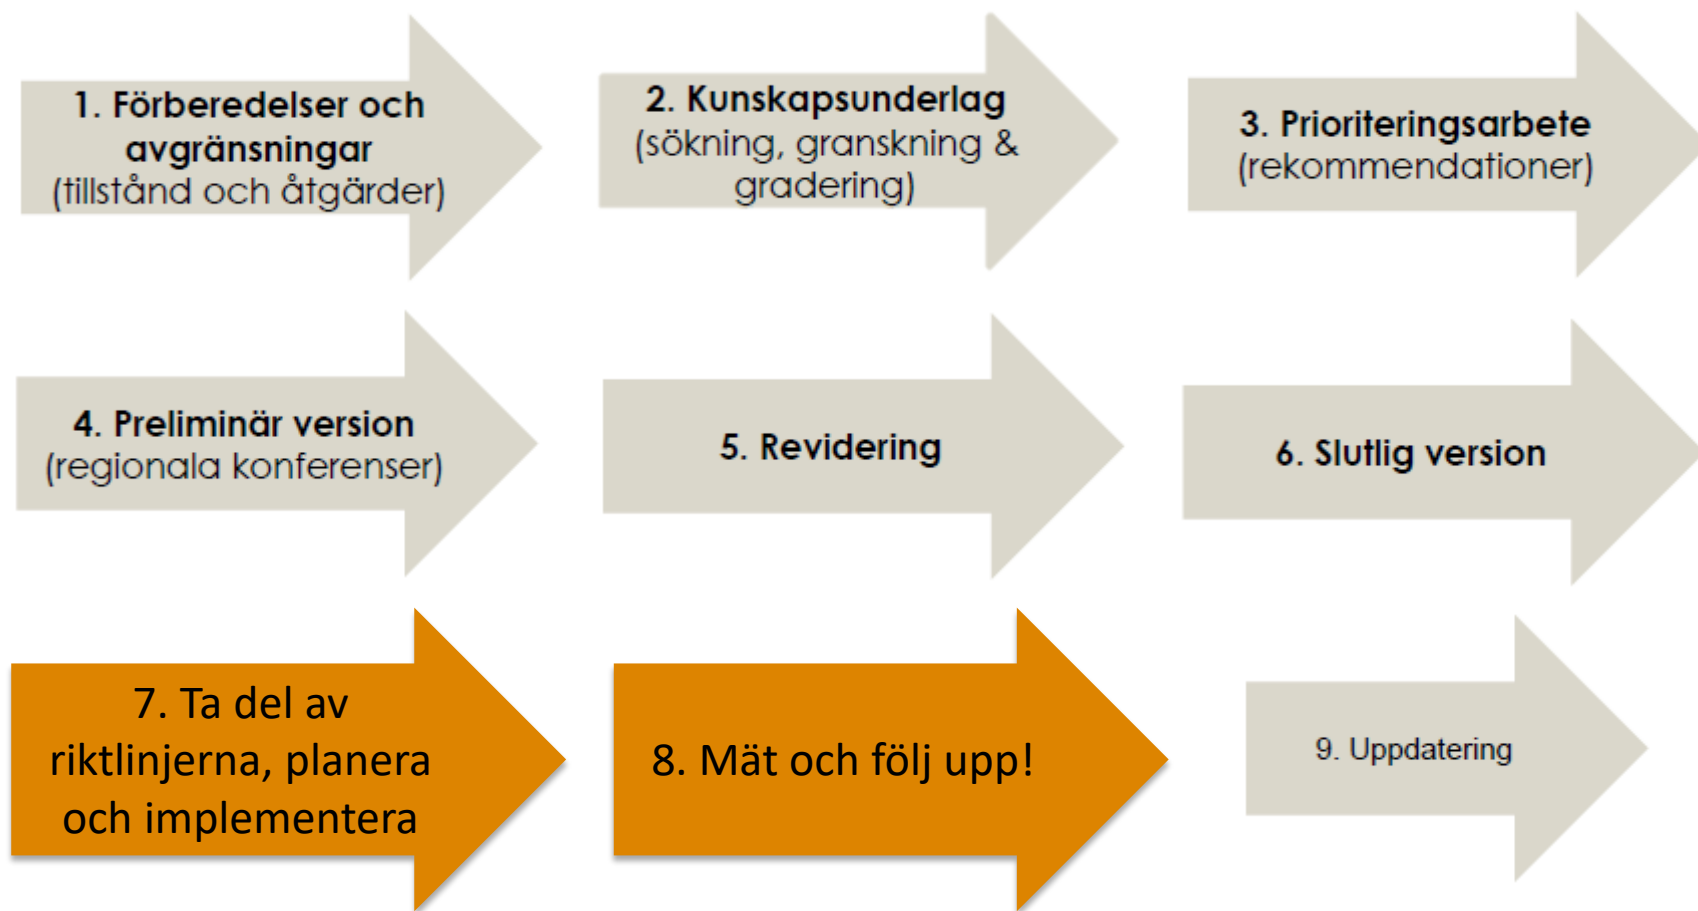 1. Förberedelser och
avgränsningar
(tillstånd och åtgärder)
2. Kunskapsunderlag
(sökning, granskning &
gradering)
3. Prioriteringsarbete
(rekommendationer)
4. Preliminär version
(regionala konferenser)
5. Revidering
6. Slutlig version
7. Ta del av
riktlinjerna, planera
och implementera
8. Mät och följ upp!
9. Uppdatering